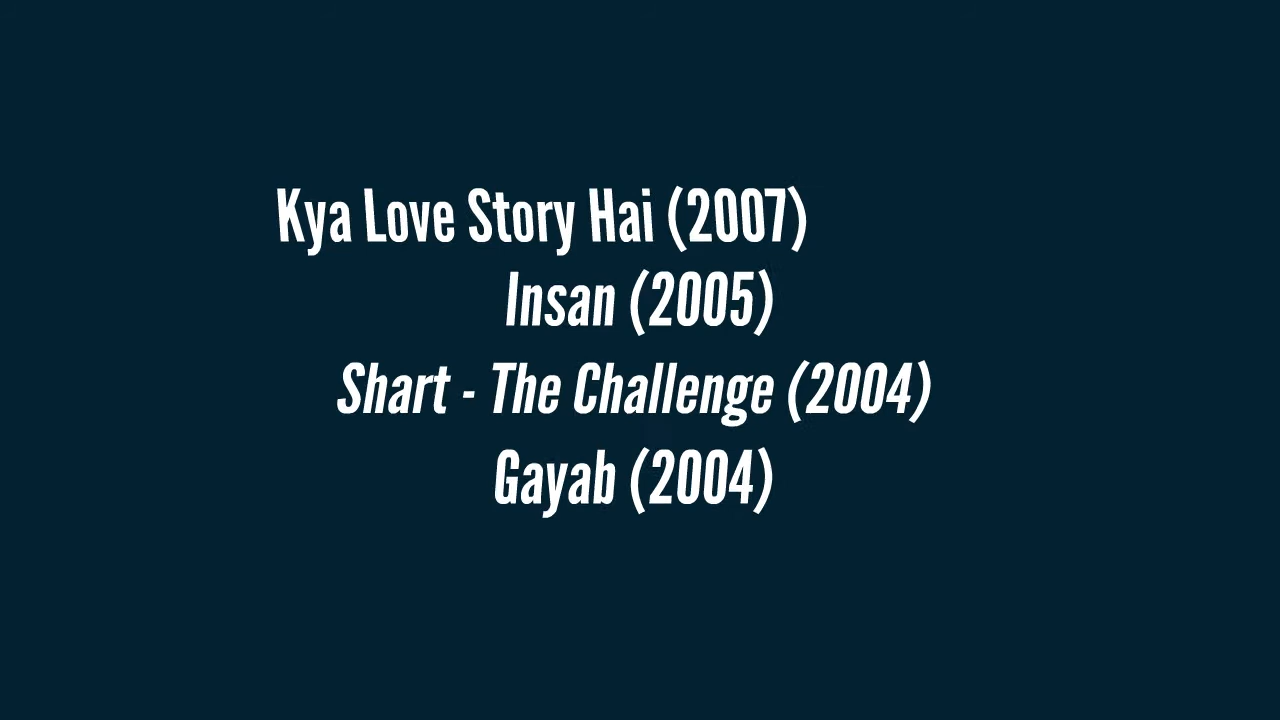 Kya Love Story Hai (2007)
Insan (2005)
Shart - The Challenge (2004)
Gayab (2004)